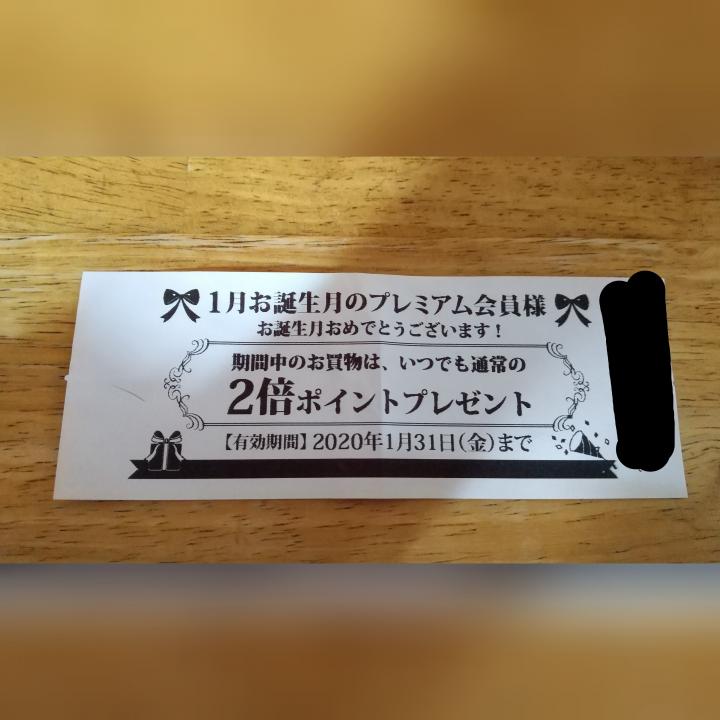 1月お誕生月のプレミアム会員様
お誕生月おめでとうございます!
期間中のお買物は、いつでも通常の
2倍ポイントプレゼント
【有効期間】2020年1月31日(金)まで